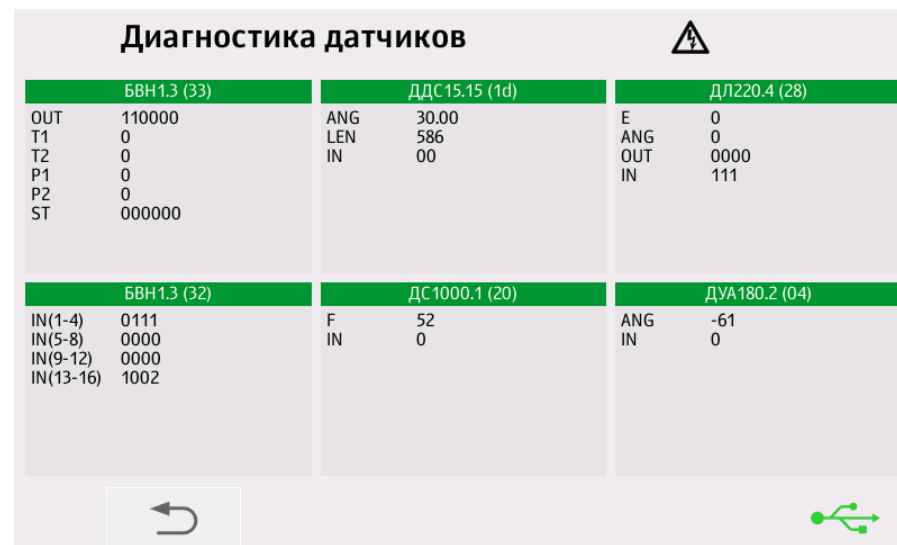 Диагностика датчиков
БВН1.3 (33)
OUT 110000
T1 0
T2 0
P1 0
P2 0
ST 000000
ДДС15.15 (1d)
ANG 30.00
LEN 586
IN 00
ДЛ220.4 (28)
E 0
ANG 0
OUT 0000
IN 111
БВН1.3 (32)
IN(1-4) 0111
IN(5-8) 0000
IN(9-12) 0000
IN(13-16) 1002
ДС1000.1 (20)
F 52
IN 0
ДУА180.2 (04)
ANG -61
IN 0